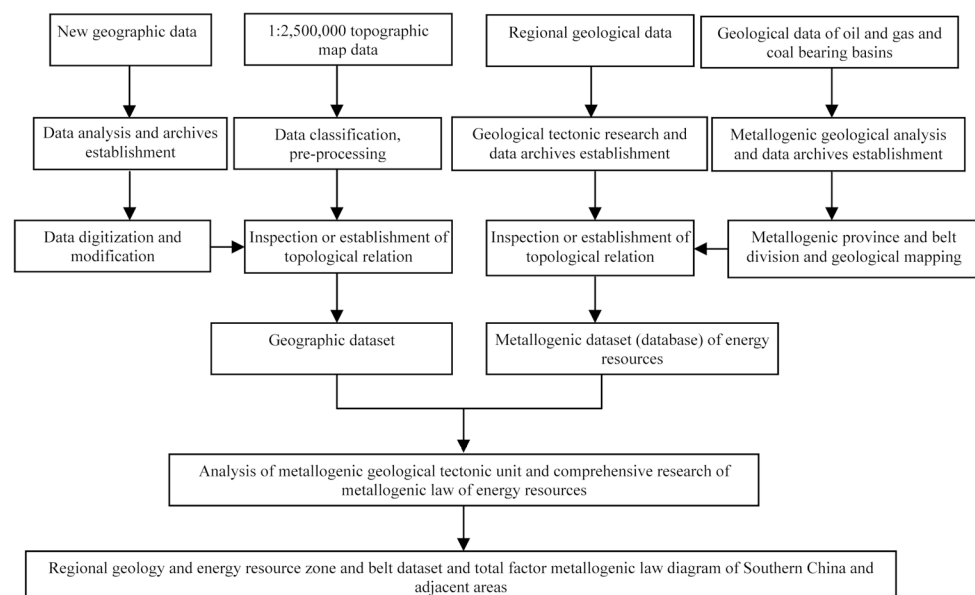 New geographic data
1:2,500,000 topographic
map data
Regional geological data
Geological data of oil and gas and
coal bearing basins
Data analysis and archives
establishment
Data classification,
pre-processing
Geological tectonic research and
data archives establishment
Metallogenic geological analysis
and data archives establishment
Data digitization and
modification
Inspection or establishment of
topological relation
Inspection or establishment of
topological relation
Metallogenic province and belt
division and geological mapping
Geographic dataset
Metallogenic dataset (database) of energy
resources
Analysis of metallogenic geological tectonic unit and comprehensive research of
metallogenic law of energy resources
Regional geology and energy resource zone and belt dataset and total factor metallogenic law diagram of Southern China and
adjacent areas